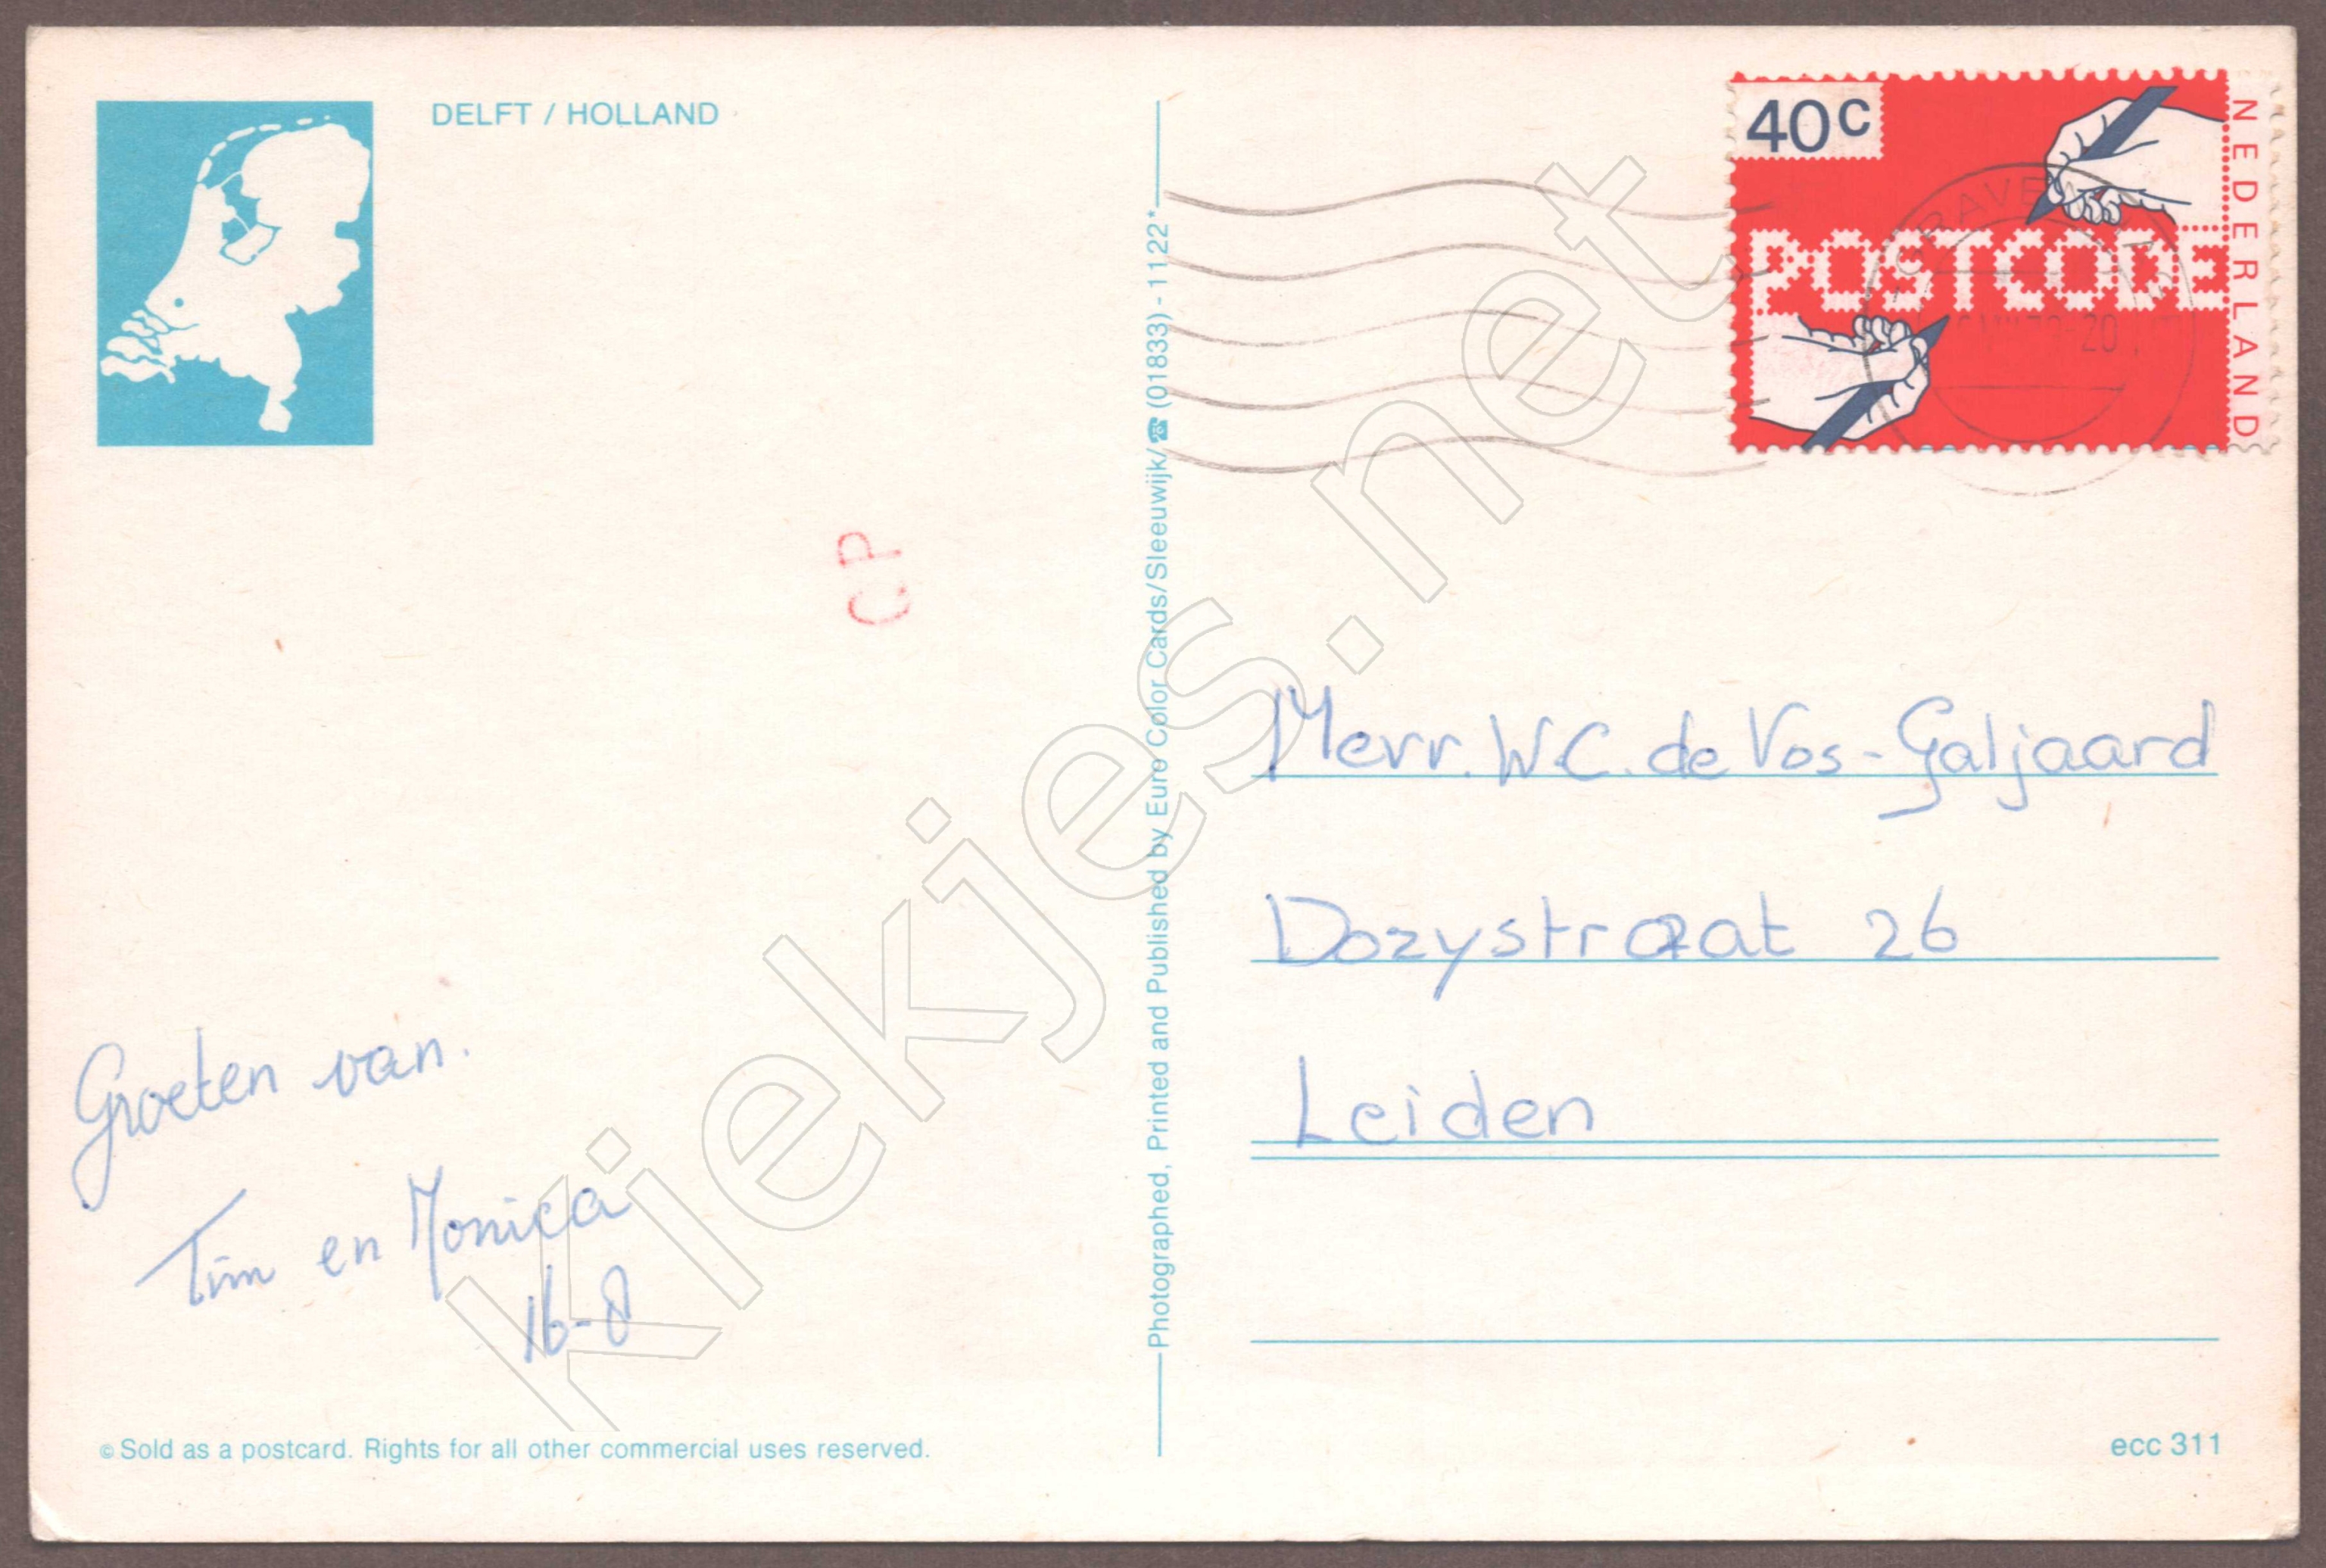 DELFT / HOLLAND
40c
POSTCODE
NEDERLAND
CP
Photographed, Printed and Published by Euro Color Cards/Sleeuwijk/☎ (01833) - 1122*
Mevr. W.C. de Vos-Galjaard
Dozystraat 26
Leiden
Groeten van.
Tim en Monica
16-8
© Sold as a postcard. Rights for all other commercial uses reserved.
ecc 311
kiekjes.net